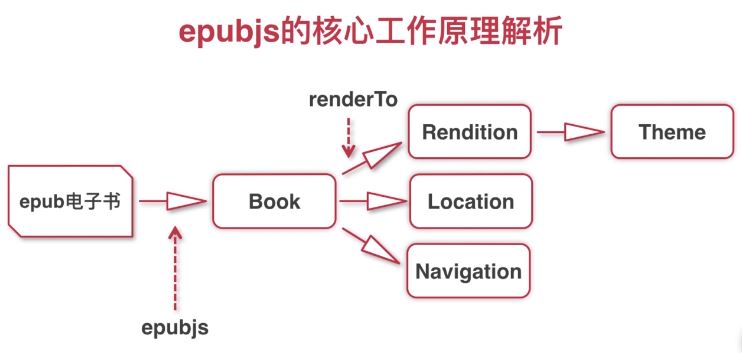 epubjs的核心工作原理解析
renderTo
Rendition
Theme
epub电子书
Book
Location
Navigation
epubjs